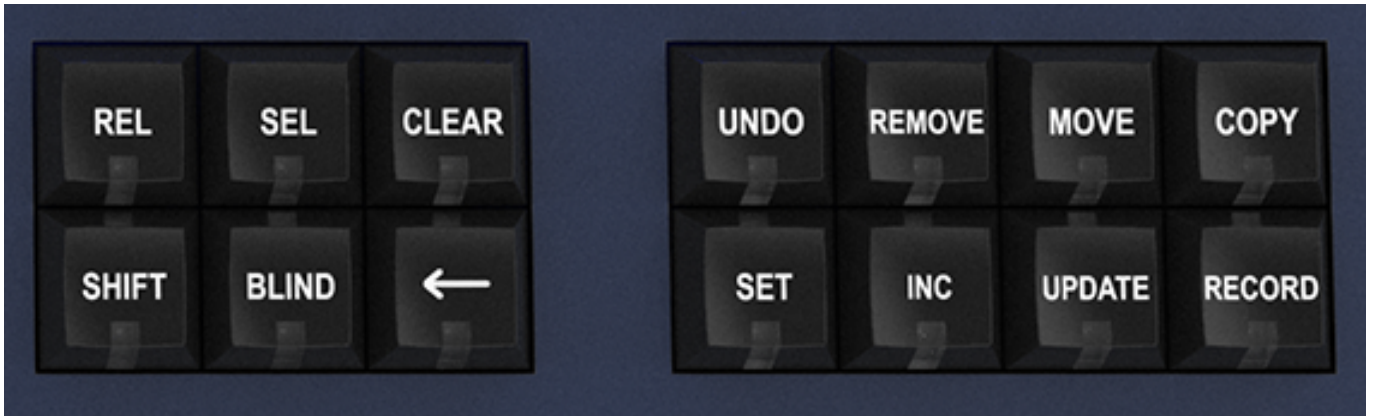 REL SEL CLEAR
SHIFT BLIND ←
UNDO REMOVE MOVE COPY
SET INC UPDATE RECORD